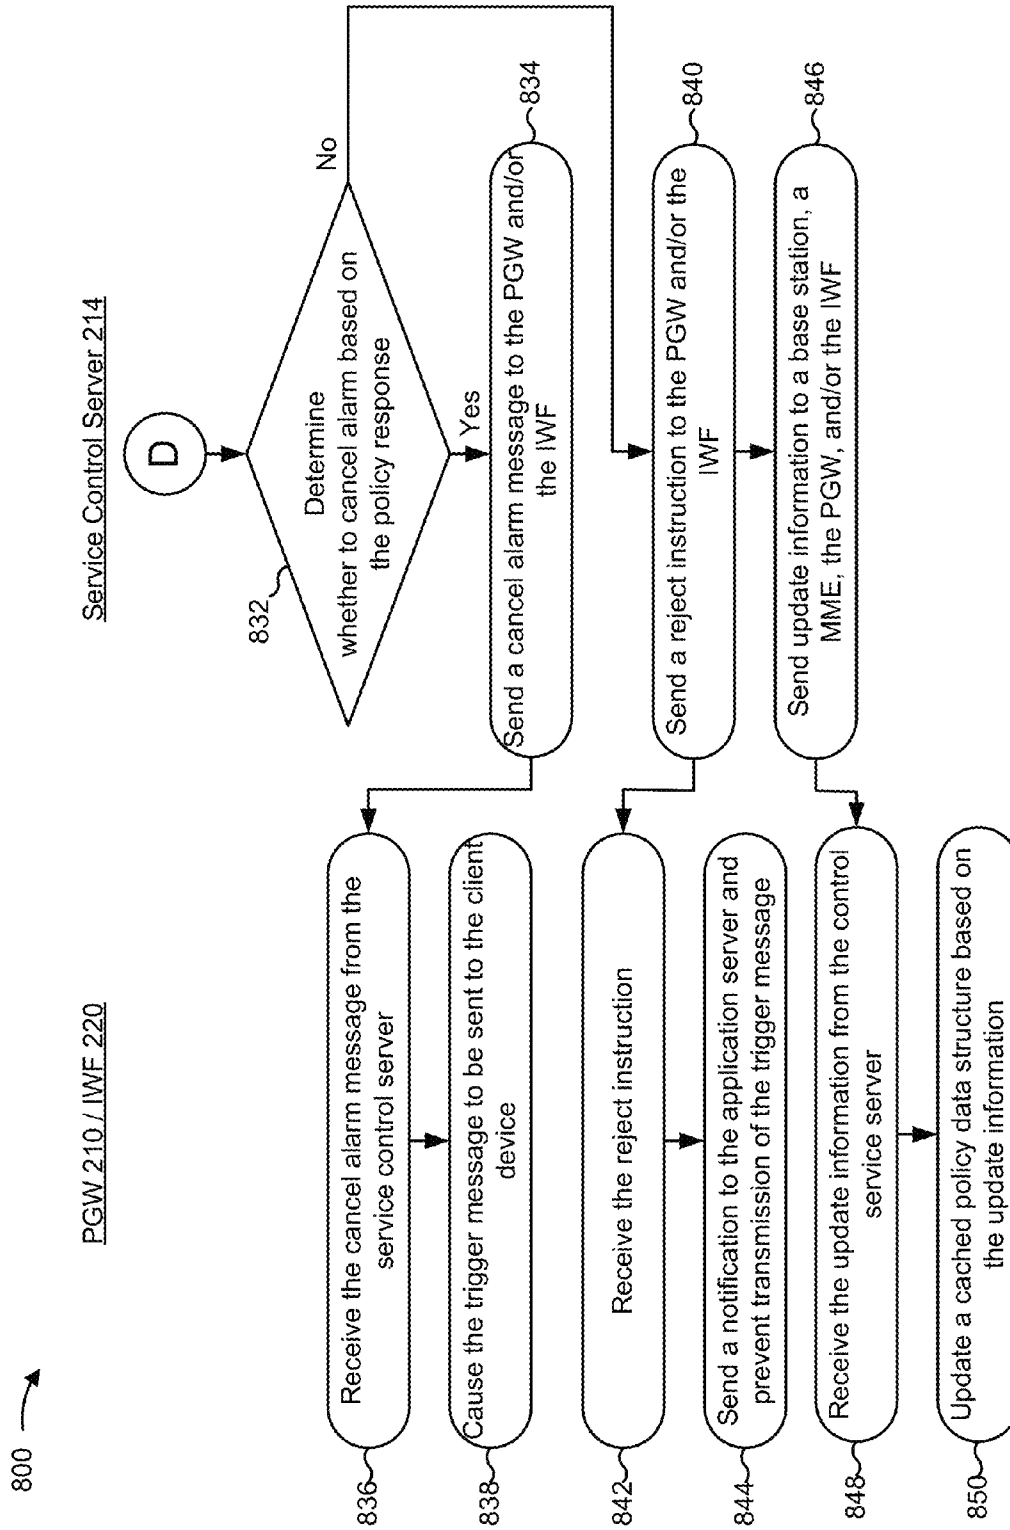 800
PGW 210 / IWF 220
Service Control Server 214
D
832
Determine
whether to cancel alarm based on
the policy response
No
Yes
Send a cancel alarm message to the PGW and/or
the IWF
834
836
Receive the cancel alarm message from the
service control server
838
Cause the trigger message to be sent to the client
device
Send a reject instruction to the PGW and/or the
IWF
840
842
Receive the reject instruction
844
Send a notification to the application server and
prevent transmission of the trigger message
Send update information to a base station, a
MME, the PGW, and/or the IWF
846
848
Receive the update information from the control
service server
850
Update a cached policy data structure based on
the update information